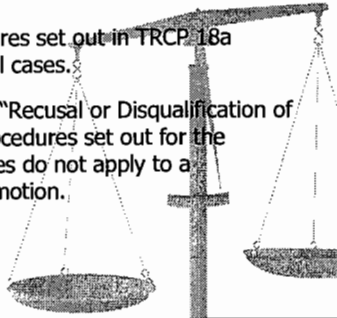 res set out in TRCP 18a
l cases.
"Recusal or Disqualification of
ocedures set out for the
es do not apply to a
motion.